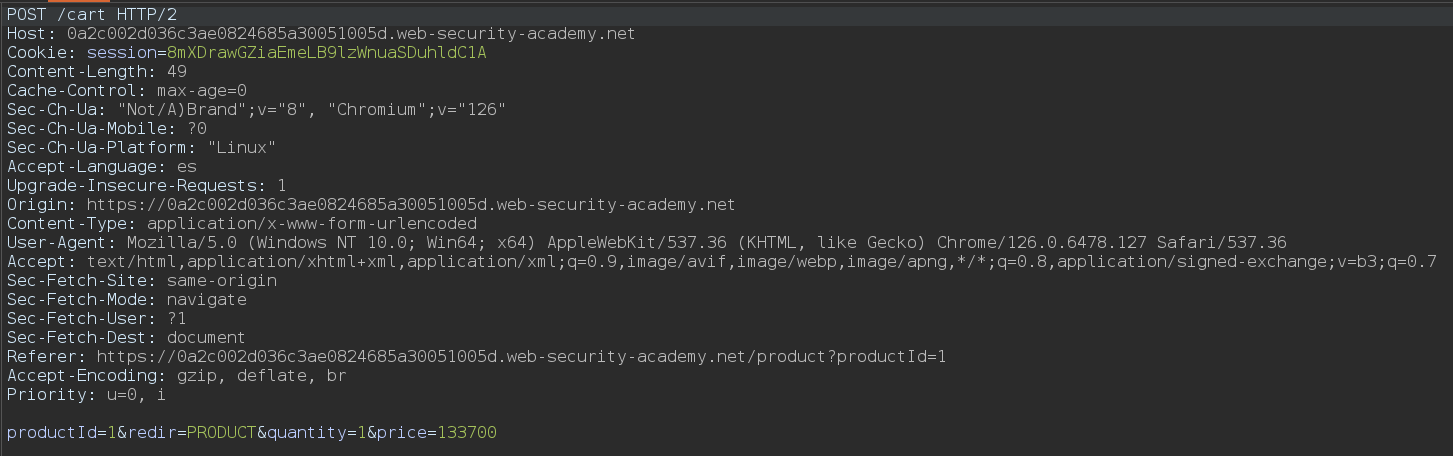 POST /cart HTTP/2
Host: 0a2c002d036c3ae0824685a30051005d.web-security-academy.net
Cookie: session=8mXDrawGZiaEmeLB9lzWnuaSDuhldC1A
Content-Length: 49
Cache-Control: max-age=0
Sec-Ch-Ua: "Not/A)Brand";v="8", "Chromium";v="126"
Sec-Ch-Ua-Mobile: ?0
Sec-Ch-Ua-Platform: "Linux"
Accept-Language: es
Upgrade-Insecure-Requests: 1
Origin: https://0a2c002d036c3ae0824685a30051005d.web-security-academy.net
Content-Type: application/x-www-form-urlencoded
User-Agent: Mozilla/5.0 (Windows NT 10.0; Win64; x64) AppleWebKit/537.36 (KHTML, like Gecko) Chrome/126.0.6478.127 Safari/537.36
Accept: text/html,application/xhtml+xml,application/xml;q=0.9,image/avif,image/webp,image/apng,*/*;q=0.8,application/signed-exchange;v=b3;q=0.7
Sec-Fetch-Site: same-origin
Sec-Fetch-Mode: navigate
Sec-Fetch-User: ?1
Sec-Fetch-Dest: document
Referer: https://0a2c002d036c3ae0824685a30051005d.web-security-academy.net/product?productId=1
Accept-Encoding: gzip, deflate, br
Priority: u=0, i
productId=1&redir=PRODUCT&quantity=1&price=133700